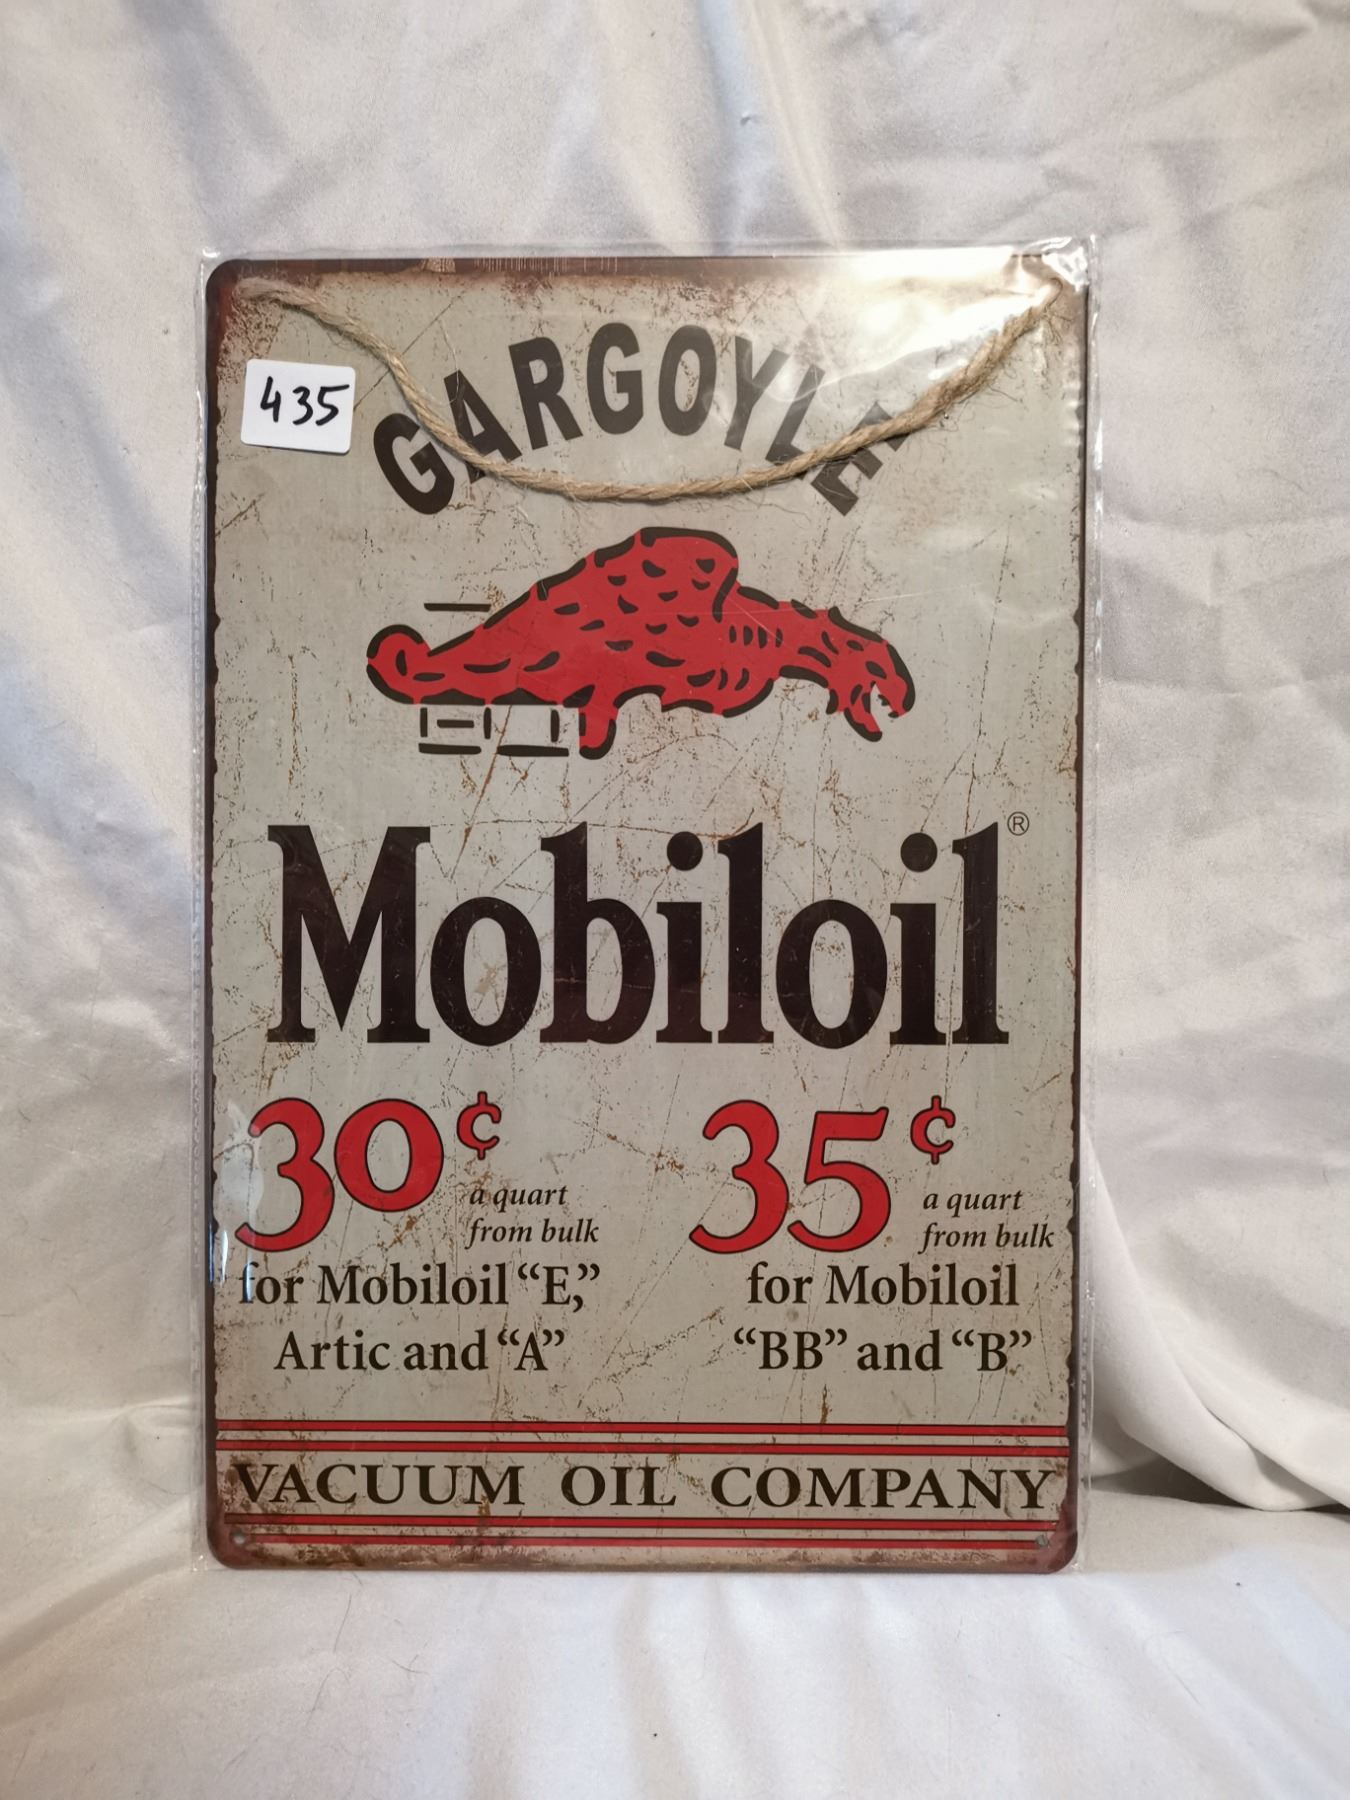 435
GARGOYLE
Mobiloil®
30¢ a quart
from bulk
for Mobiloil “E,”
Artic and “A”
35¢ a quart
from bulk
for Mobiloil
“BB” and “B”
VACUUM OIL COMPANY